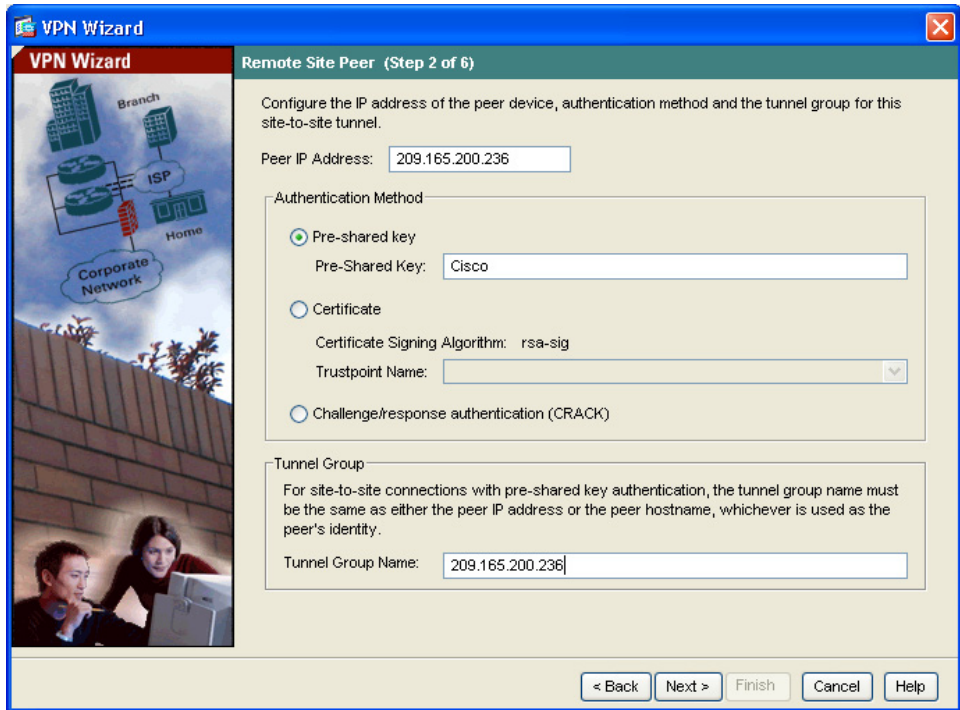 VPN Wizard
VPN Wizard
Branch
ISP
Home
Corporate
Network
Remote Site Peer (Step 2 of 6)
Configure the IP address of the peer device, authentication method and the tunnel group for this
site-to-site tunnel.
Peer IP Address: 209.165.200.236
Authentication Method
Pre-shared key
Pre-Shared Key: Cisco
Certificate
Certificate Signing Algorithm: rsa-sig
Trustpoint Name:
Challenge/response authentication (CRACK)
Tunnel Group
For site-to-site connections with pre-shared key authentication, the tunnel group name must
be the same as either the peer IP address or the peer hostname, whichever is used as the
peer's identity.
Tunnel Group Name: 209.165.200.236
< Back Next > Finish Cancel Help